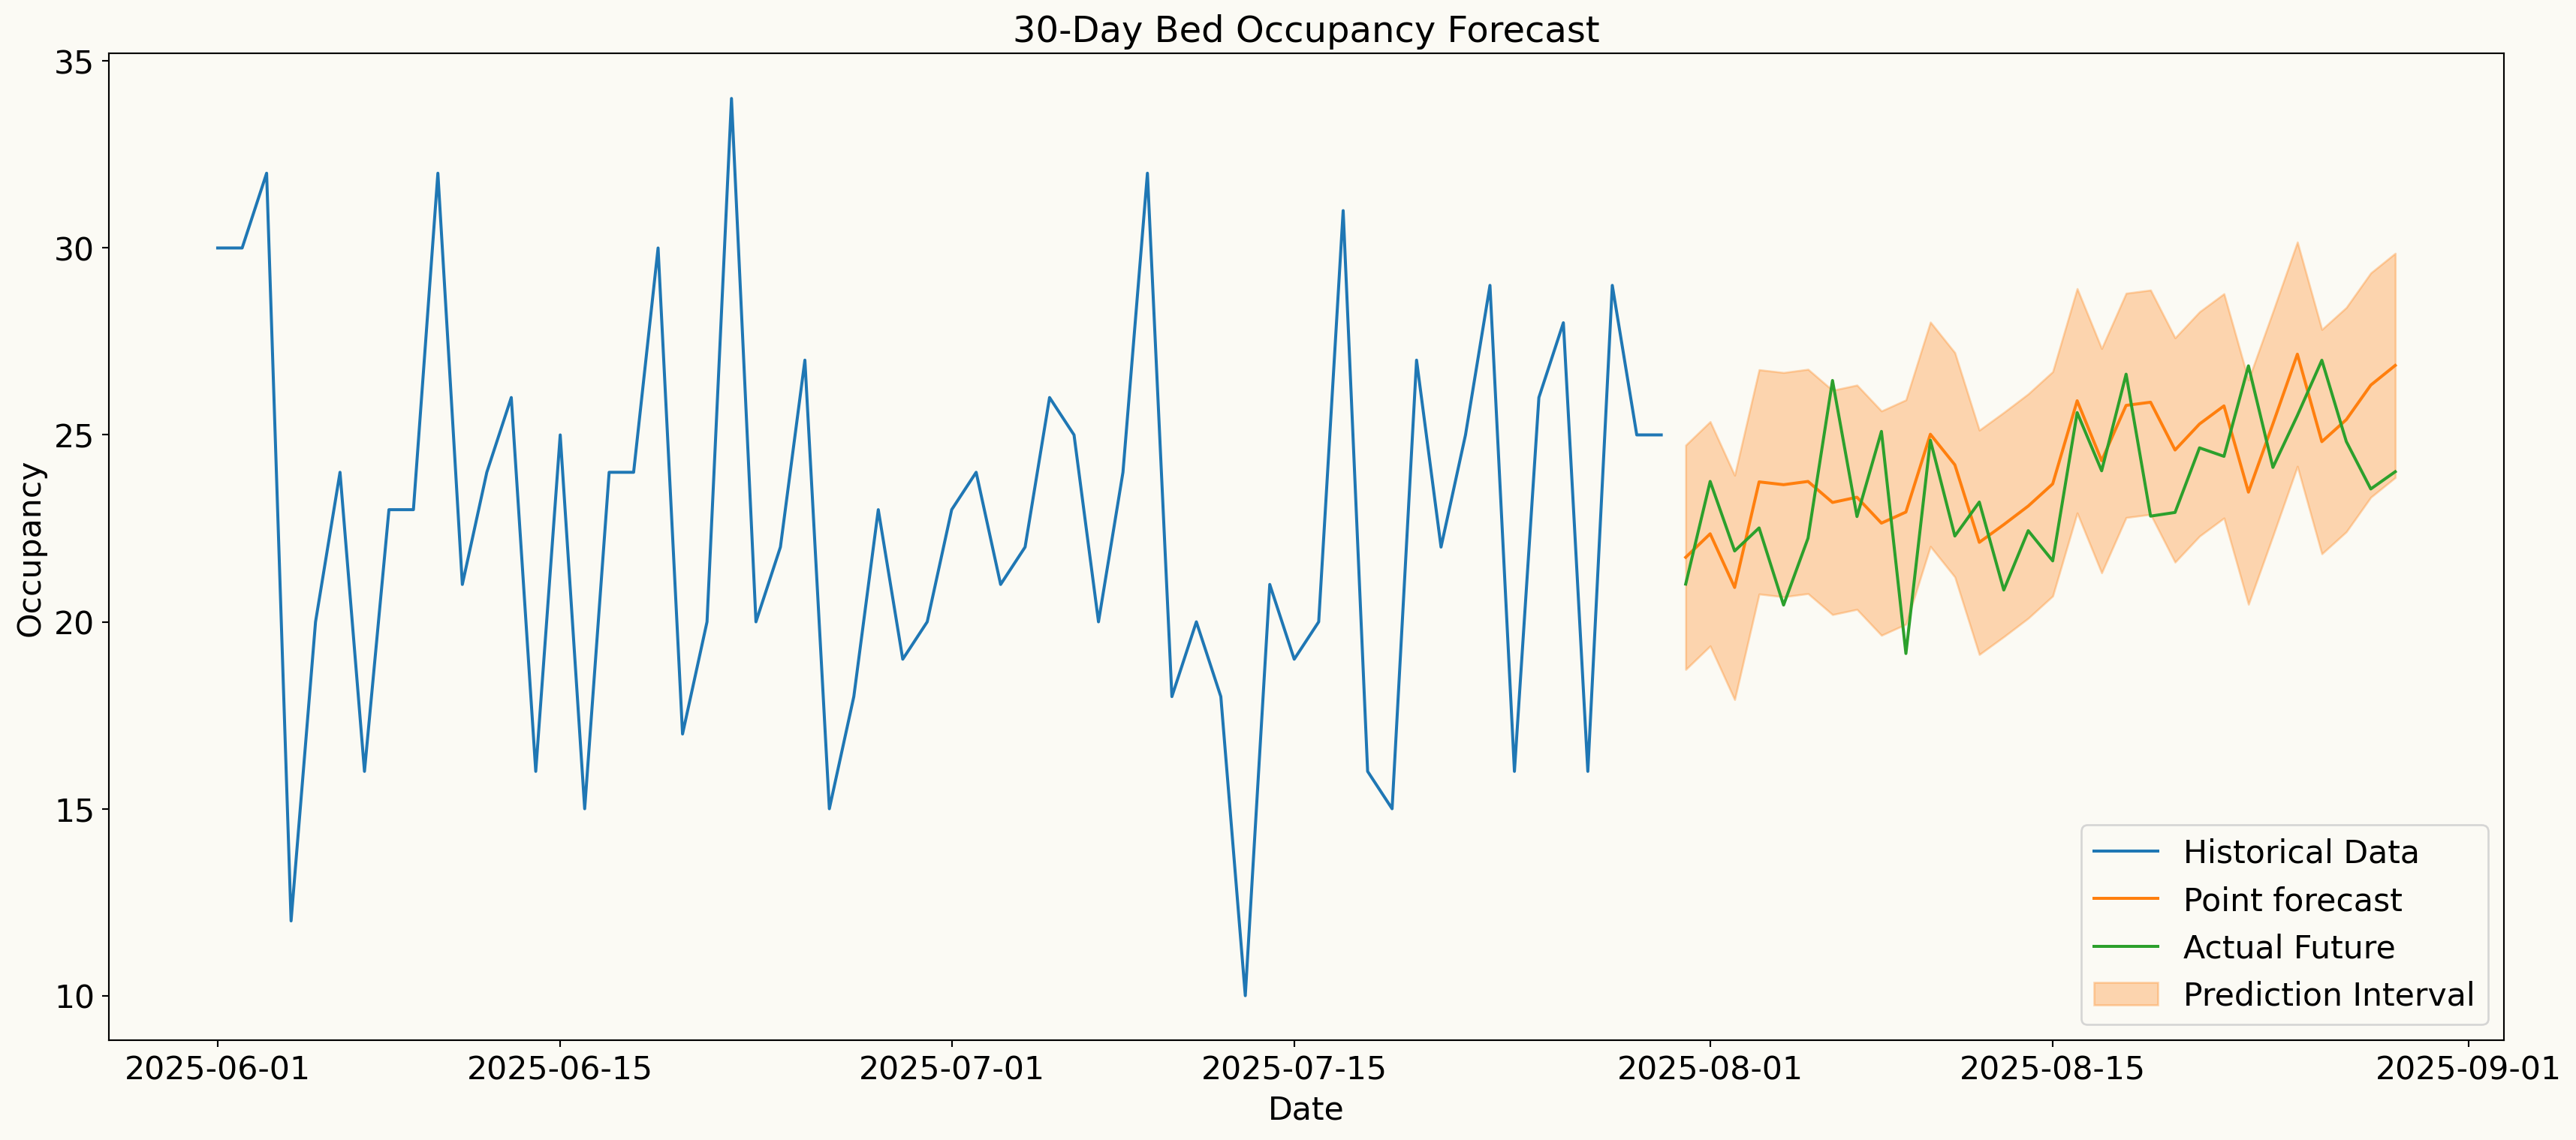 30-Day Bed Occupancy Forecast
35
30
25
20
15
10
Occupancy
2025-06-01 2025-06-15 2025-07-01 2025-07-15 2025-08-01 2025-08-15 2025-09-01
Date
Historical Data
Point forecast
Actual Future
Prediction Interval